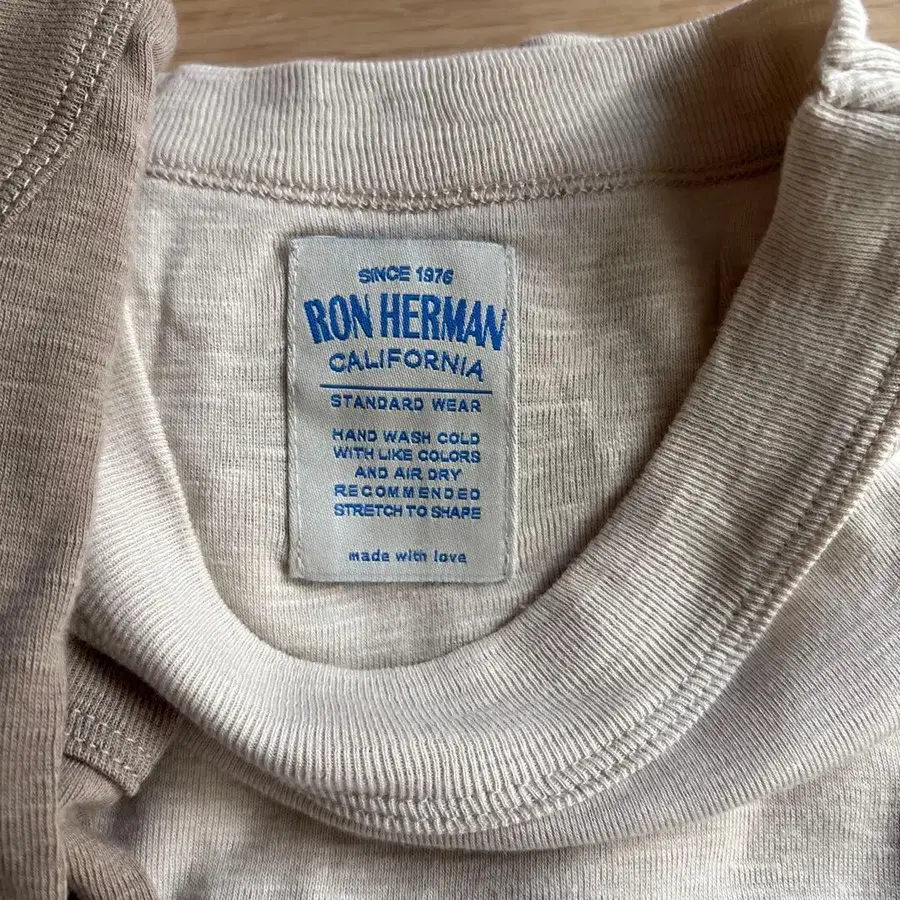 SINCE 1976
RON HERMAN
CALIFORNIA
STANDARD WEAR
HAND WASH COLD
WITH LIKE COLORS
AND AIR DRY
RECOMMENDED
STRETCH TO SHAPE
made with love